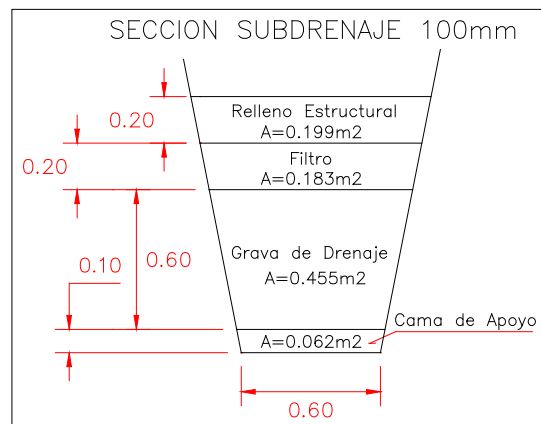 SECCION SUBDRENAJE 100mm
Relleno Estructural
A=0.199m2
0.20
Filtro
A=0.183m2
0.20
Grava de Drenaje
A=0.455m2
0.60
0.10
Cama de Apoyo
A=0.062m2
0.60